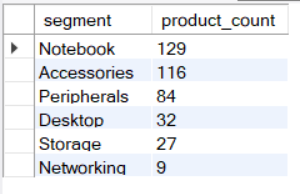 segment product_count
Notebook 129
Accessories 116
Peripherals 84
Desktop 32
Storage 27
Networking 9